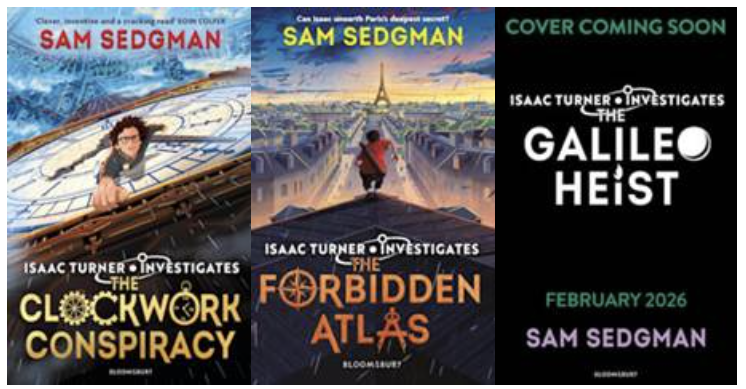 'Clever, inventive and a cracking read' EOIN COLFER
SAM SEDGMAN
ISAAC TURNER INVESTIGATES
THE
CLOCKWORK
CONSPIRACY
BLOOMSBURY
Can Isaac unearth Paris's deepest secret?
SAM SEDGMAN
ISAAC TURNER INVESTIGATES
THE
FORBIDDEN
ATLAS
BLOOMSBURY
COVER COMING SOON
ISAAC TURNER INVESTIGATES
THE
GALILEO
HEIST
FEBRUARY 2026
SAM SEDGMAN
BLOOMSBURY